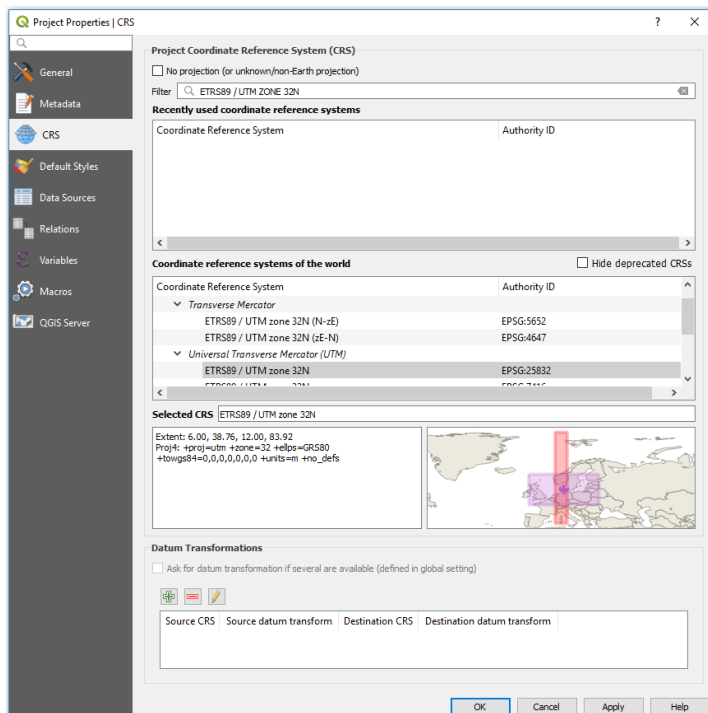 Project Properties | CRS
?
General
Metadata
CRS
Default Styles
Data Sources
Relations
Variables
Macros
QGIS Server
Project Coordinate Reference System (CRS)
No projection (or unknown/non-Earth projection)
Filter ETRS89 / UTM ZONE 32N
Recently used coordinate reference systems
Coordinate Reference System Authority ID
Coordinate reference systems of the world Hide deprecated CRSs
Coordinate Reference System Authority ID
Transverse Mercator
ETRS89 / UTM zone 32N (N-zE) EPSG:5652
ETRS89 / UTM zone 32N (zE-N) EPSG:4647
Universal Transverse Mercator (UTM)
ETRS89 / UTM zone 32N EPSG:25832
ETRS89 / UTM zone 32N EPSG:7416
Selected CRS ETRS89 / UTM zone 32N
Extent: 6.00, 38.76, 12.00, 83.92
Proj4: +proj=utm +zone=32 +ellps=GRS80
+towgs84=0,0,0,0,0,0,0 +units=m +no_defs
Datum Transformations
Ask for datum transformation if several are available (defined in global setting)
Source CRS Source datum transform Destination CRS Destination datum transform
OK Cancel Apply Help